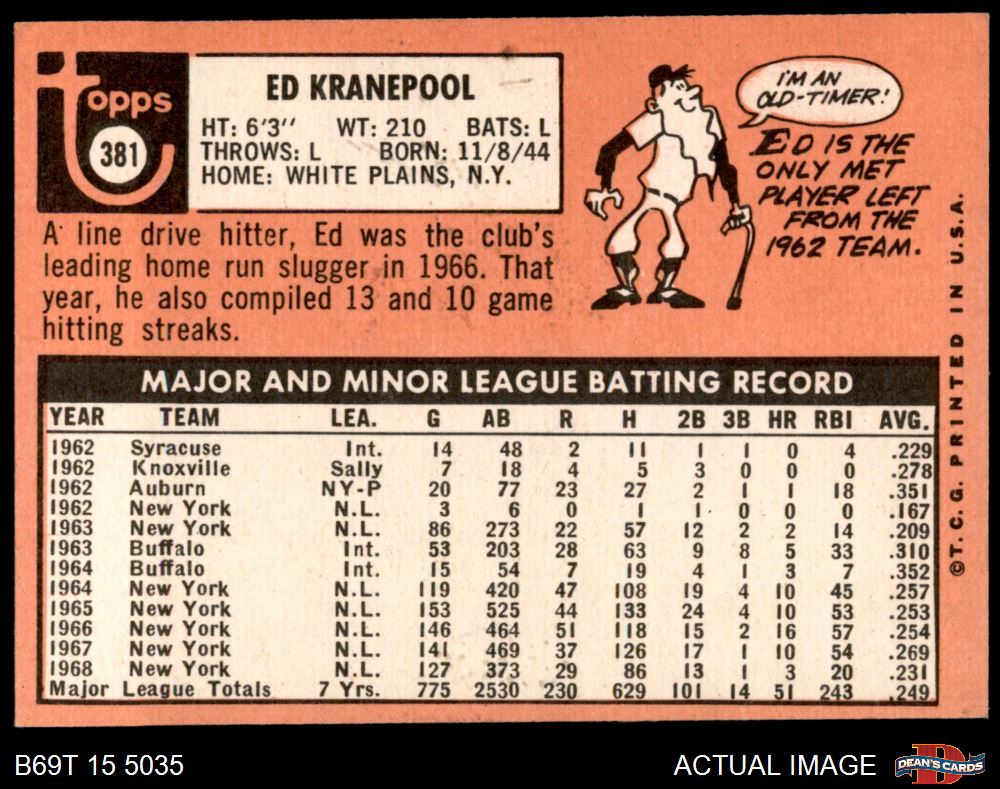 Topps
381
ED KRANEPOOL
HT: 6'3" WT: 210 BATS: L
THROWS: L BORN: 11/8/44
HOME: WHITE PLAINS, N.Y.
A line drive hitter, Ed was the club's
leading home run slugger in 1966. That
year, he also compiled 13 and 10 game
hitting streaks.
I'M AN
OLD-TIMER!
ED IS THE
ONLY MET
PLAYER LEFT
FROM THE
1962 TEAM.
MAJOR AND MINOR LEAGUE BATTING RECORD
YEAR TEAM LEA. G AB R H 2B 3B HR RBI AVG.
1962 Syracuse Int. 14 48 2 11 1 1 0 4 .229
1962 Knoxville Sally 7 18 4 5 3 0 0 0 .278
1962 Auburn NY-P 20 77 23 27 2 1 1 18 .351
1962 New York N.L. 3 6 0 1 1 0 0 0 .167
1963 New York N.L. 86 273 22 57 12 2 2 14 .209
1963 Buffalo Int. 53 203 28 63 9 8 5 33 .310
1964 Buffalo Int. 15 54 7 19 4 1 3 7 .352
1964 New York N.L. 119 420 47 108 19 4 10 45 .257
1965 New York N.L. 153 525 44 133 24 4 10 53 .253
1966 New York N.L. 146 464 51 118 15 2 16 57 .254
1967 New York N.L. 141 469 37 126 17 1 10 54 .269
1968 New York N.L. 127 373 29 86 13 1 3 20 .231
Major League Totals 7 Yrs. 775 2530 230 629 101 14 51 243 .249
©T. C. G. PRINTED IN U.S.A.
B69T 15 5035
ACTUAL IMAGE
D
DEAN'S CARDS